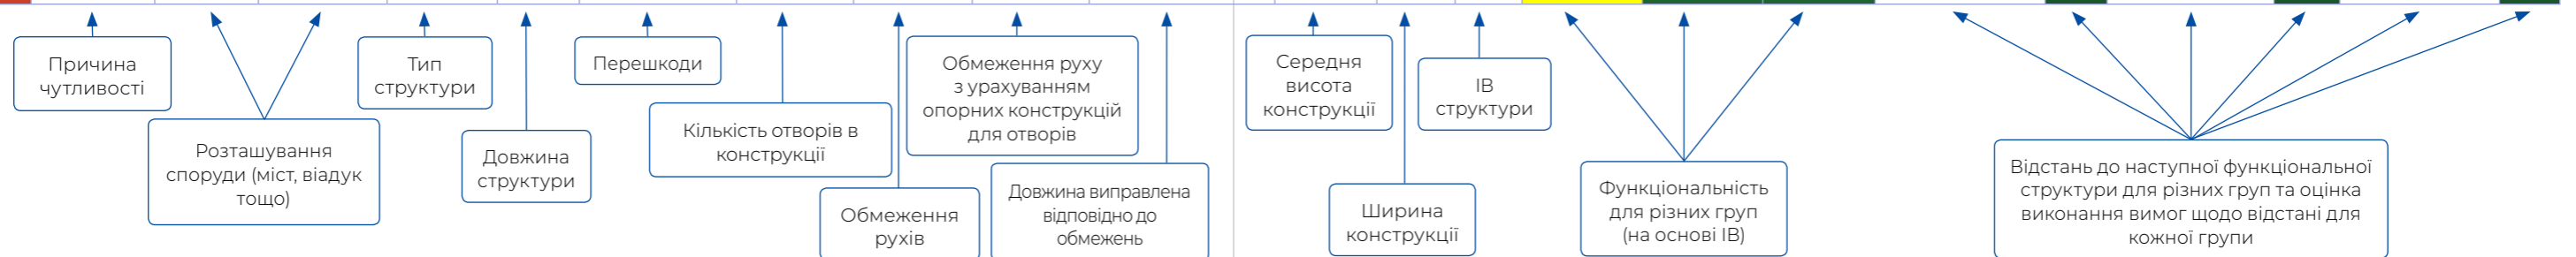 Причина
чутливості
Розташування
споруди (міст, віадук
тощо)
Тип
структури
Довжина
структури
Перешкоди
Кількість отворів в
конструкції
Обмеження
рухів
Обмеження руху
з урахуванням
опорних конструкцій
для отворів
Довжина виправлена
відповідно до
обмежень
Середня
висота
конструкції
Ширина
конструкції
ІВ
структури
Функціональність
для різних груп
(на основі ІВ)
Відстань до наступної функціональної
структури для різних груп та оцінка
виконання вимог щодо відстані для
кожної групи